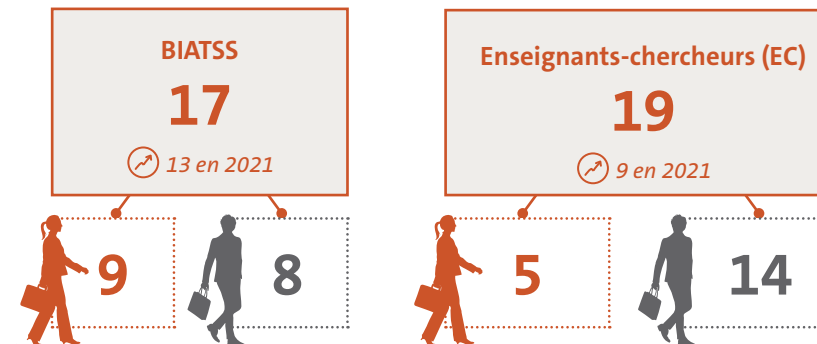 BIATSS
17
13 en 2021
9
8
Enseignants-chercheurs (EC)
19
9 en 2021
5
14